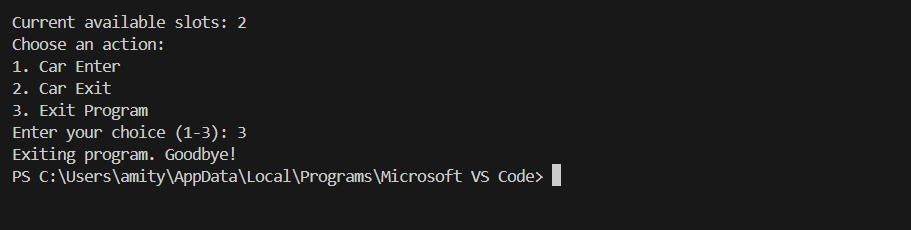 Current available slots: 2
Choose an action:
1. Car Enter
2. Car Exit
3. Exit Program
Enter your choice (1-3): 3
Exiting program. Goodbye!
PS C:\Users\amity\AppData\Local\Programs\Microsoft VS Code>